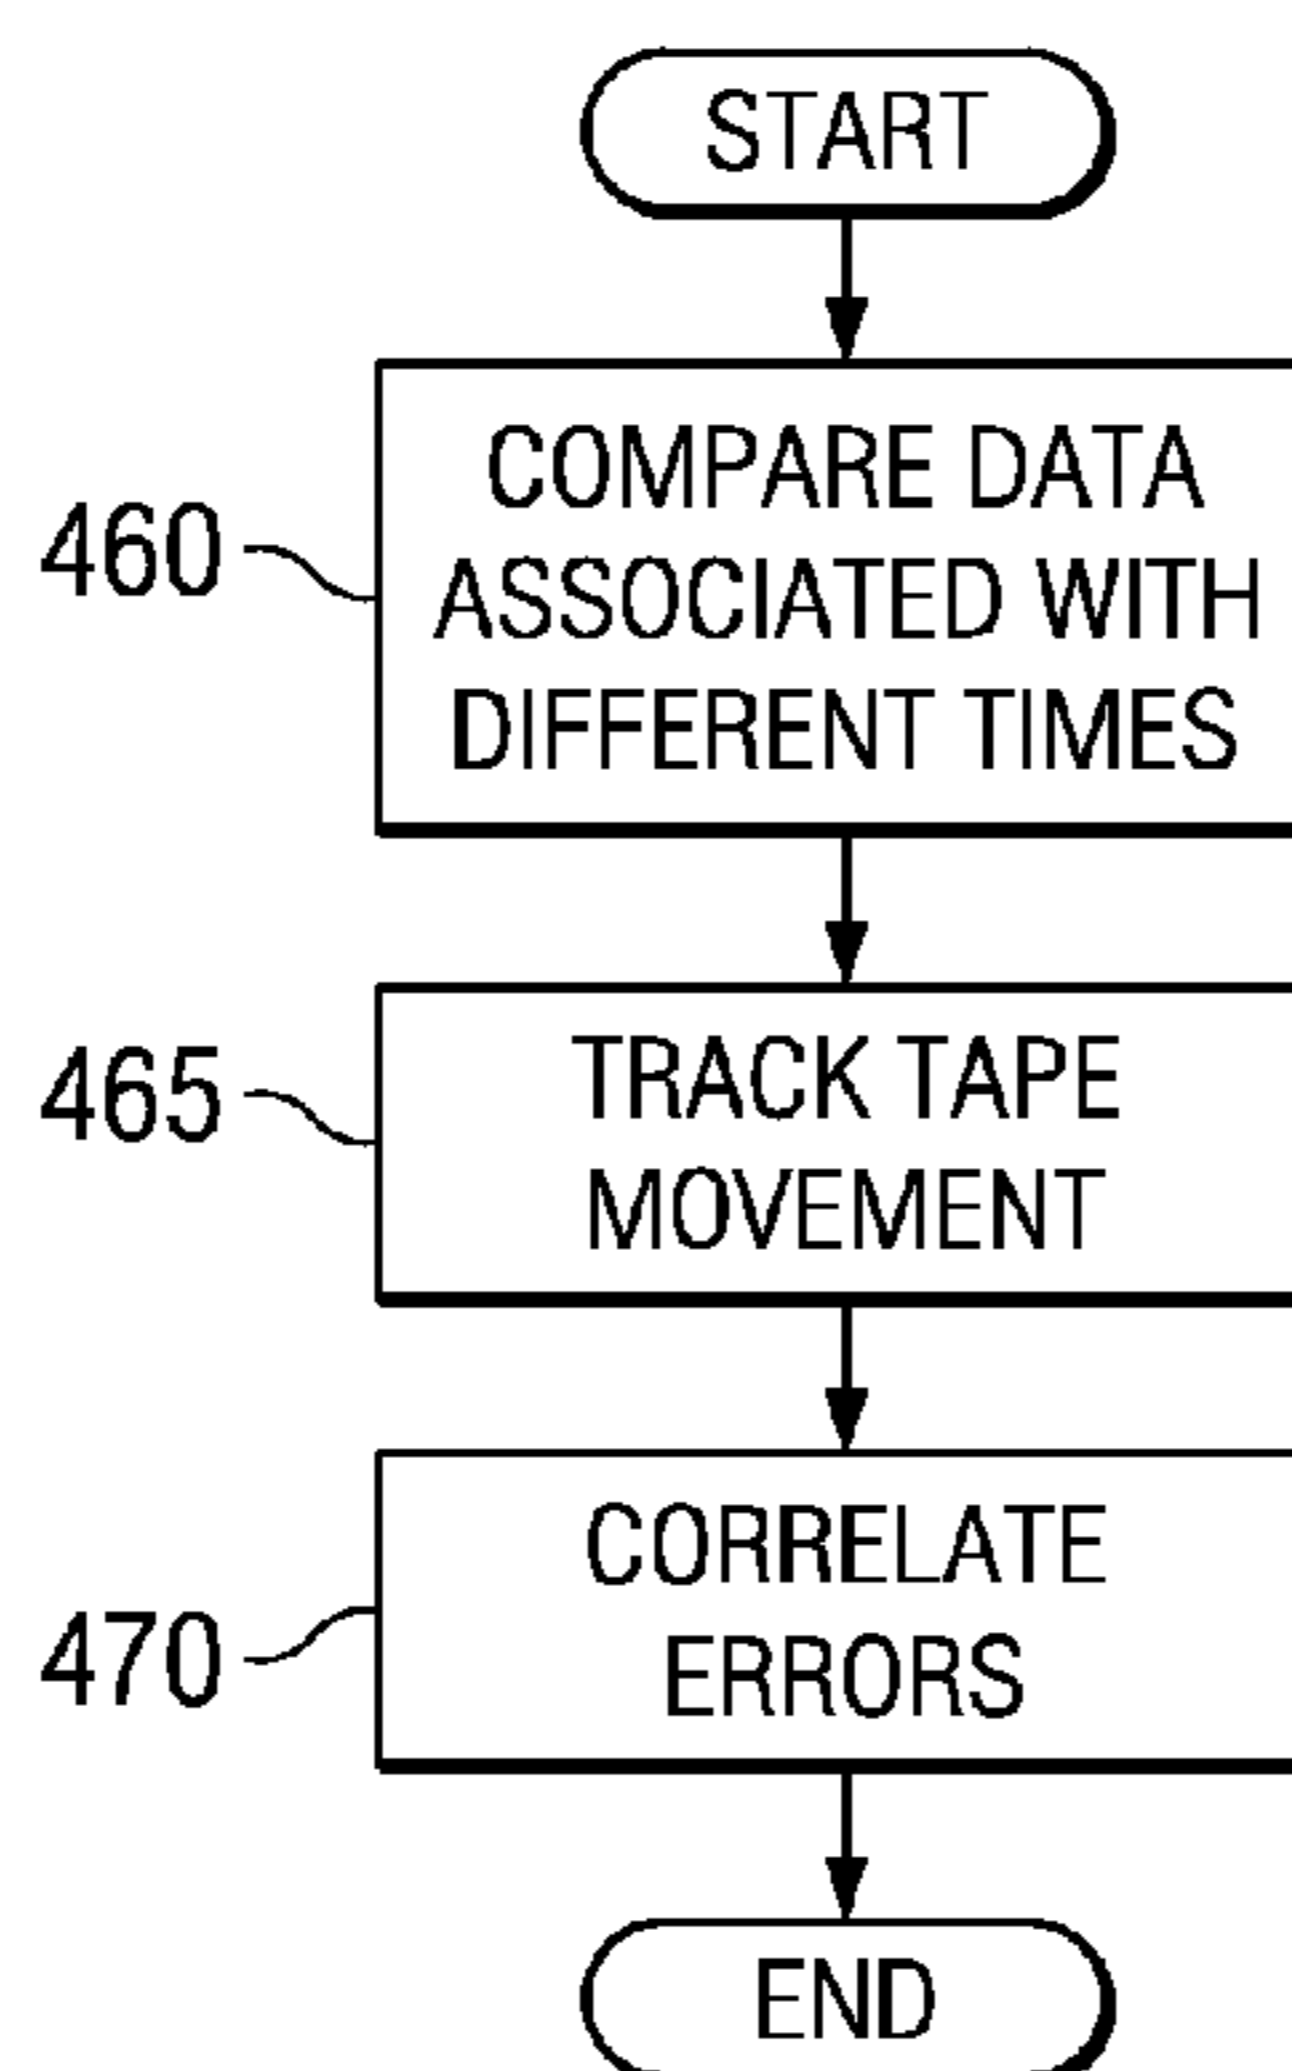 START
460
COMPARE DATA
ASSOCIATED WITH
DIFFERENT TIMES
465
TRACK TAPE
MOVEMENT
470
CORRELATE
ERRORS
END